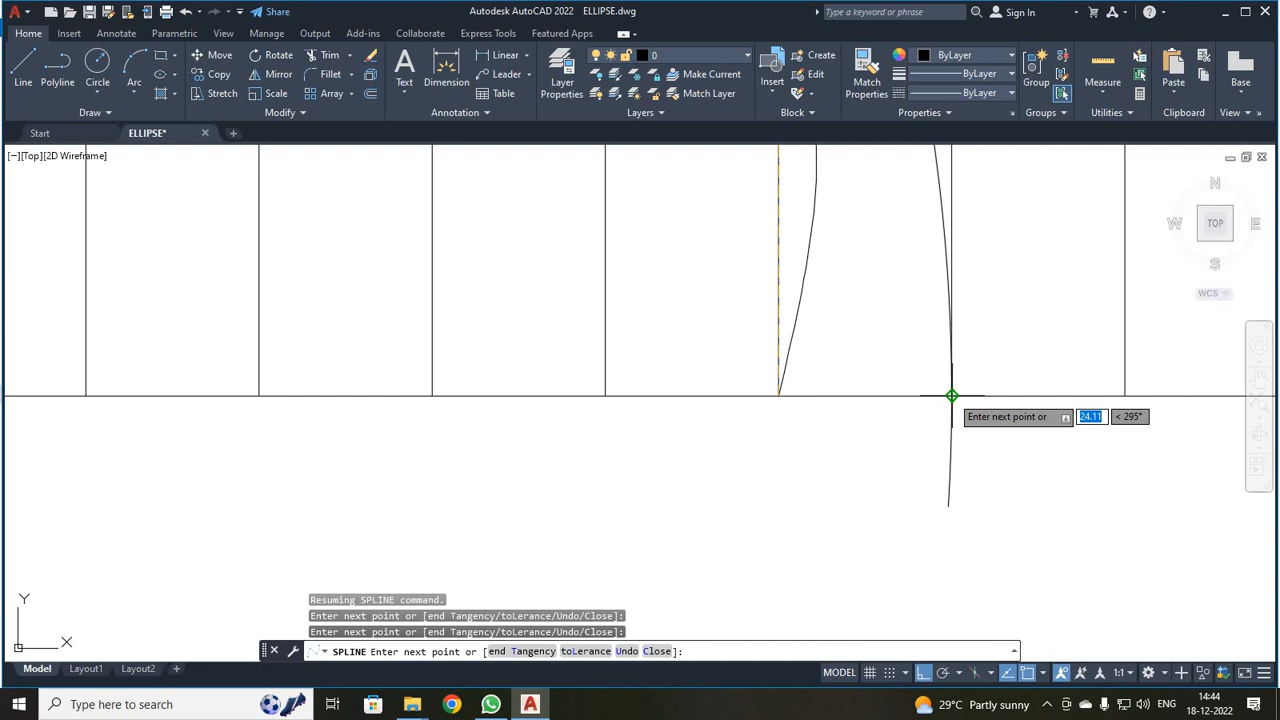 Share
Autodesk AutoCAD 2022 ELLIPSE.dwg
Type a keyword or phrase
Sign In
Home Insert Annotate Parametric View Manage Output Add-ins Collaborate Express Tools Featured Apps
Line Polyline Circle Arc
Move Rotate Trim
Copy Mirror Fillet
Stretch Scale Array
Text Dimension
Linear
Leader
Table
Layer Properties
0
Make Current
Match Layer
Insert
Create
Edit
Match Properties
ByLayer
ByLayer
ByLayer
Group
Measure
Paste
Base
Draw Modify Annotation Layers Block Properties Groups Utilities Clipboard View
Start ELLIPSE*
[−][Top][2D Wireframe]
N
W TOP E
S
WCS
Enter next point or 24.11 < 295°
Y
X
Resuming SPLINE command.
Enter next point or [end Tangency/toLerance/Undo/Close]:
Enter next point or [end Tangency/toLerance/Undo/Close]:
SPLINE Enter next point or [end Tangency toLerance Undo Close]:
Model Layout1 Layout2 +
MODEL 1:1
Type here to search
29°C Partly sunny
ENG
14:44
18-12-2022